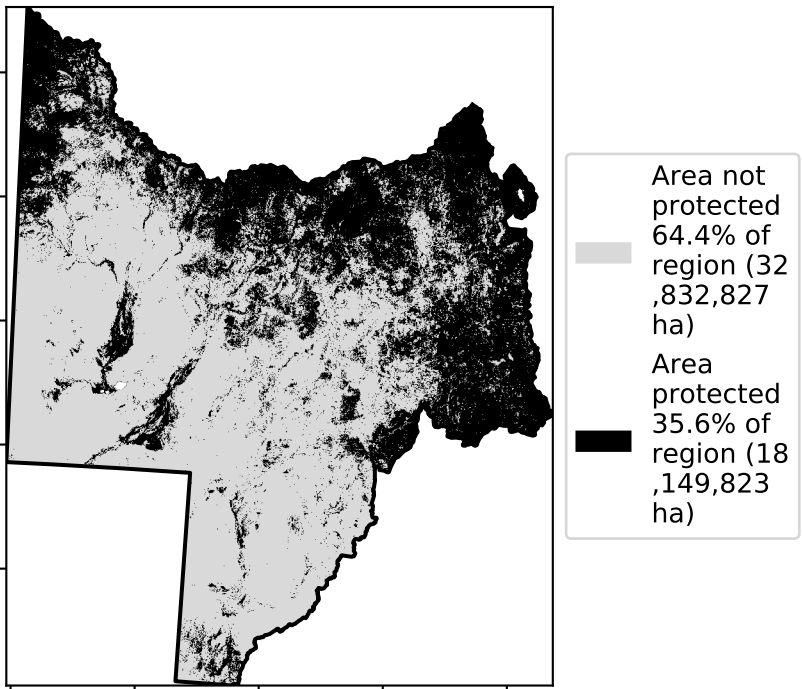 Area not
protected
64.4% of
region (32
,832,827
ha)
Area
protected
35.6% of
region (18
,149,823
ha)